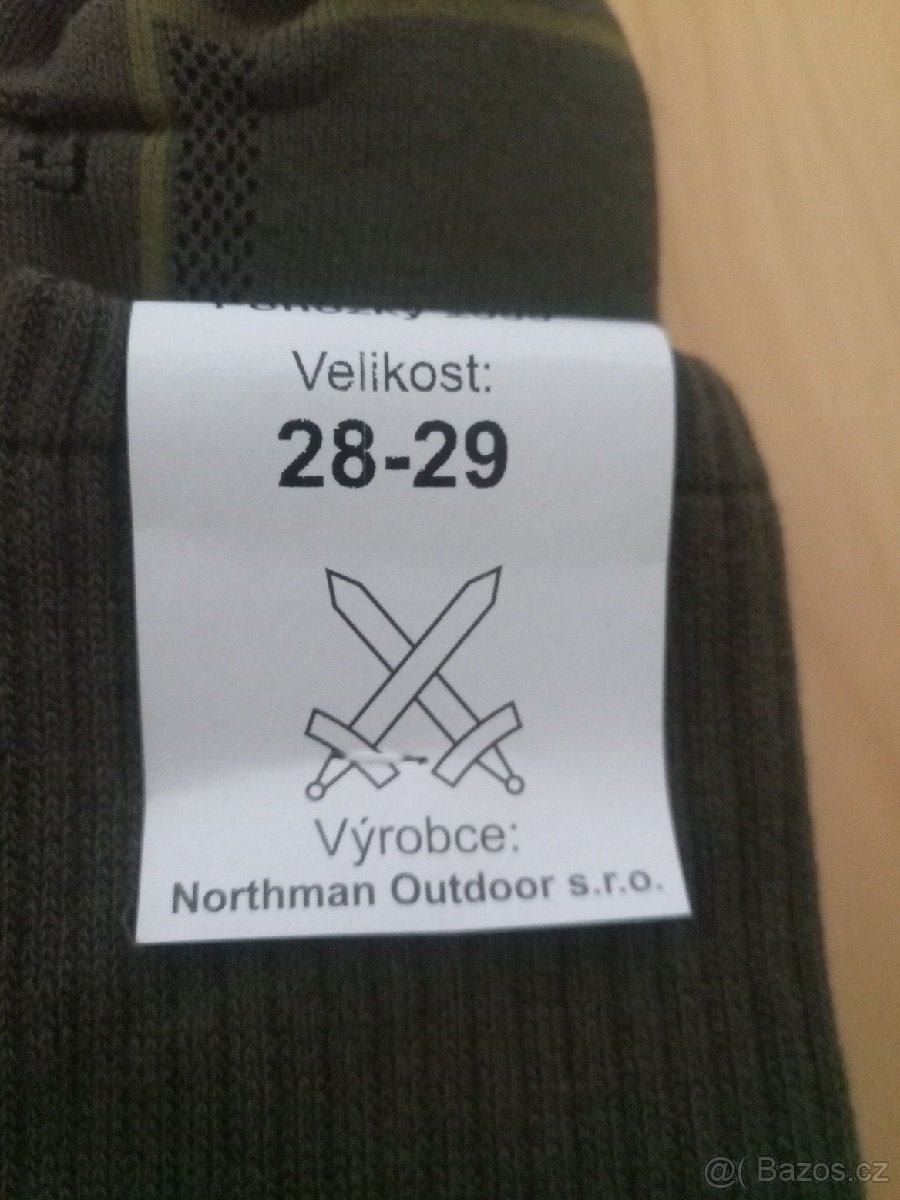 Velikost:
28-29
Výrobce:
Northman Outdoor s.r.o.
@( Bazos.cz